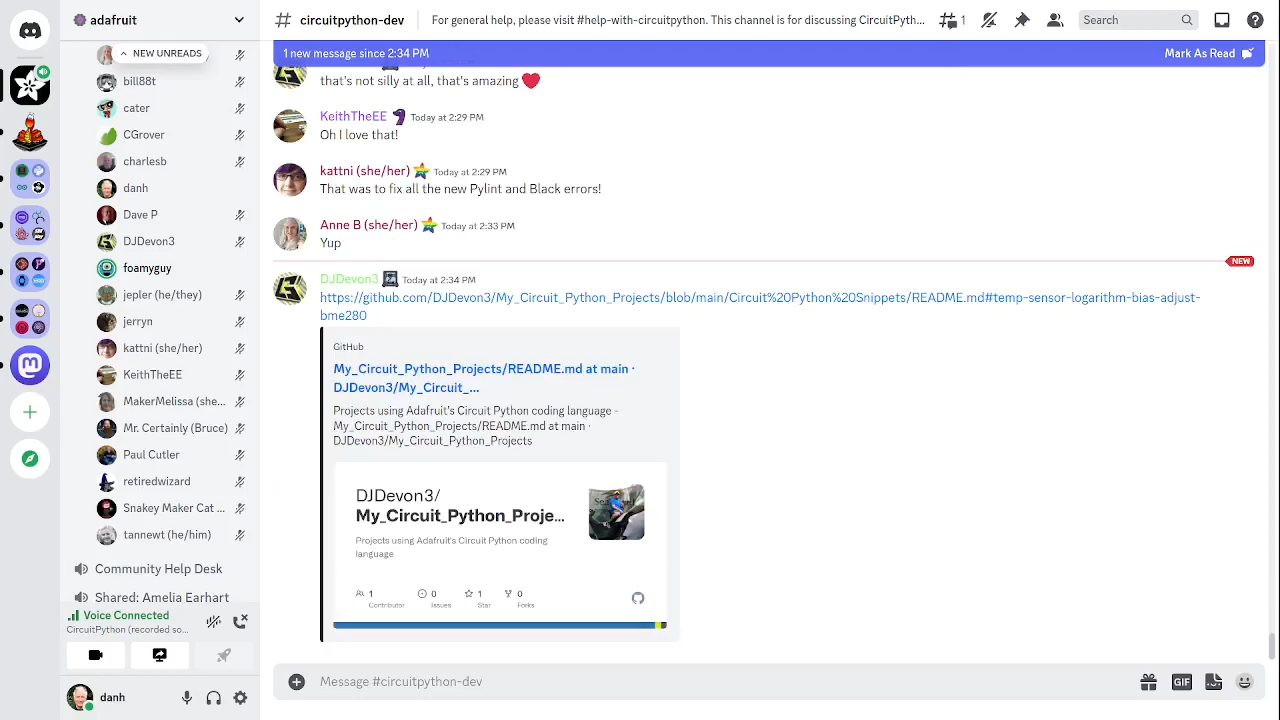 adafruit
NEW UNREADS
bill88t
cater
CGrover
charlesb
danh
Dave P
DJDevon3
foamyguy
jepler (he/they)
jerryn
kattni (she/her)
KeithTheEE
MakerMelissa (she...
Mr. Certainly (Bruce)
Paul Cutler
retiredwizard
Snakey Maker Cat ...
tannewt (he/him)
Community Help Desk
Shared: Amelia Earhart
Voice Connected
CircuitPython (recorded so...
danh
# circuitpython-dev
For general help, please visit #help-with-circuitpython. This channel is for discussing CircuitPyth...
1
Search
1 new message since 2:34 PM
Mark As Read
that's not silly at all, that's amazing
KeithTheEE Today at 2:29 PM
Oh I love that!
kattni (she/her) Today at 2:29 PM
That was to fix all the new Pylint and Black errors!
Anne B (she/her) Today at 2:33 PM
Yup
NEW
DJDevon3 Today at 2:34 PM
https://github.com/DJDevon3/My_Circuit_Python_Projects/blob/main/Circuit%20Python%20Snippets/README.md#temp-sensor-logarithm-bias-adjust-
bme280
GitHub
My_Circuit_Python_Projects/README.md at main ·
DJDevon3/My_Circuit_...
Projects using Adafruit's Circuit Python coding language -
My_Circuit_Python_Projects/README.md at main ·
DJDevon3/My_Circuit_Python_Projects
DJDevon3/
My_Circuit_Python_Proje...
Projects using Adafruit's Circuit Python coding
language
1 Contributor
0 Issues
1 Star
0 Forks
Message #circuitpython-dev
GIF